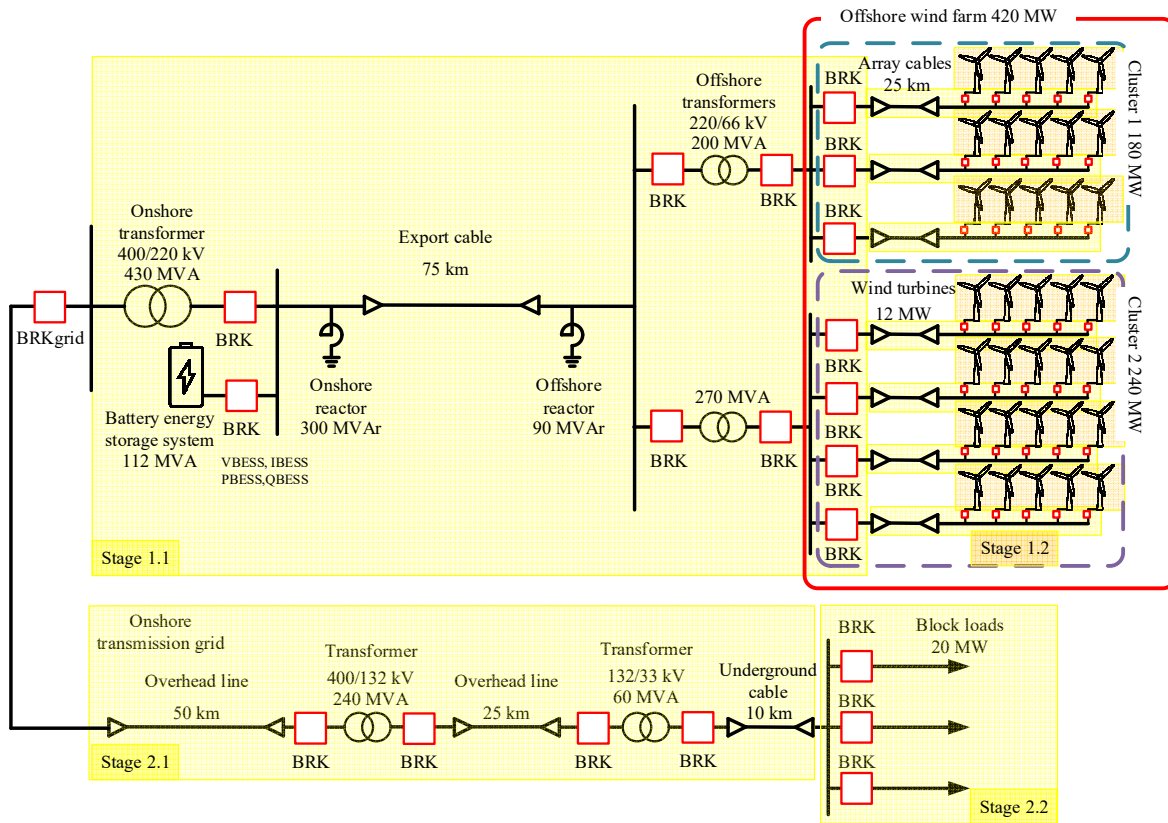 Offshore wind farm 420 MW
BRK
Array cables
25 km
Cluster 1 180 MW
Offshore
transformers
220/66 kV
200 MVA
BRK
BRK
BRK
BRK
Onshore
transformer
400/220 kV
430 MVA
Export cable
75 km
BRKgrid
BRK
Battery energy
storage system
112 MVA
BRK
VBESS, IBESS
PBESS,QBESS
Onshore
reactor
300 MVAr
Offshore
reactor
90 MVAr
270 MVA
BRK
BRK
Wind turbines
12 MW
BRK
BRK
BRK
BRK
Cluster 2 240 MW
Stage 1.1
Stage 1.2
Onshore
transmission grid
Overhead line
50 km
Transformer
400/132 kV
240 MVA
BRK
BRK
Overhead line
25 km
Transformer
132/33 kV
60 MVA
BRK
BRK
Underground
cable
10 km
BRK
Block loads
20 MW
BRK
BRK
Stage 2.1
Stage 2.2